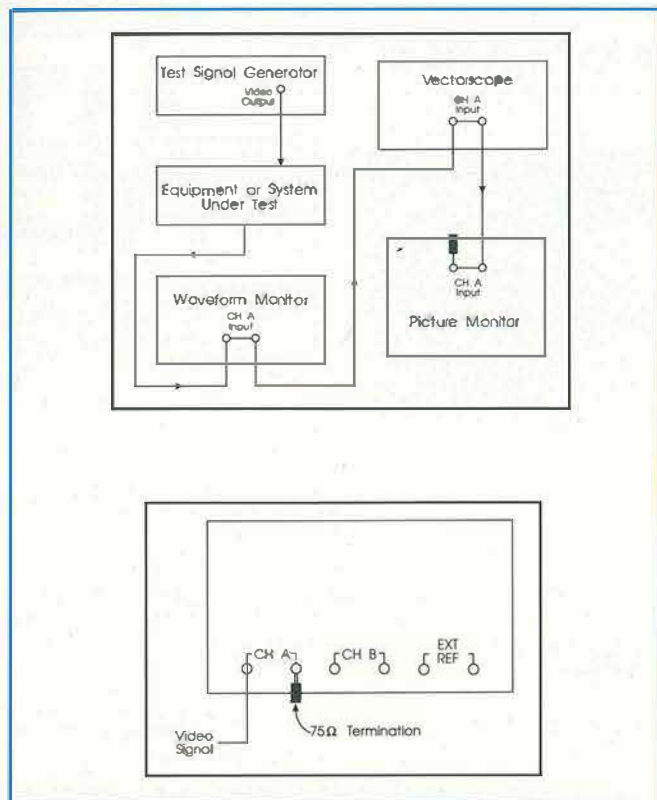 Test Signal Generator
Video
Output
Equipment or System
Under Test
Waveform Monitor
CH A
Input
Vectorscope
CH A
Input
CH A
Input
Picture Monitor
CH A
CH B
EXT
REF
Video
Signal
75Ω Termination